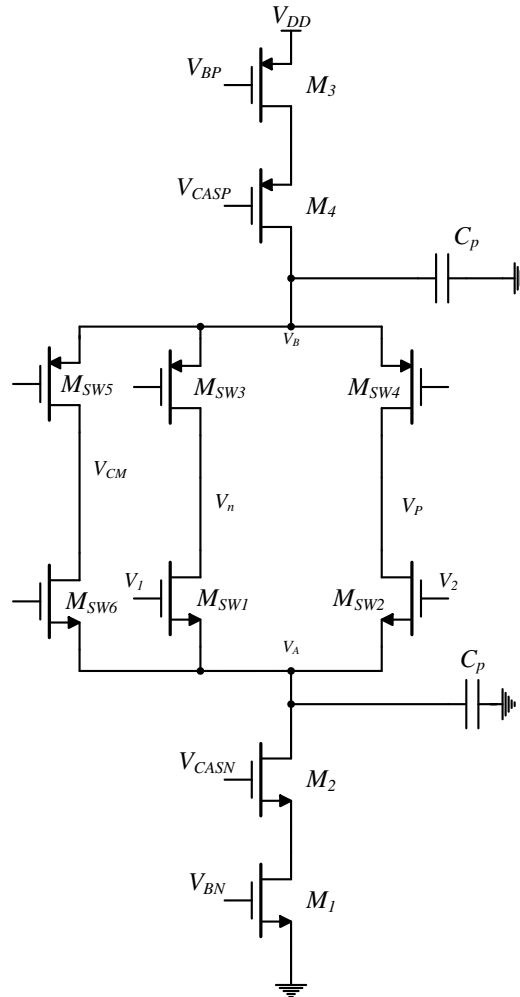 V_DD
V_BP
M_3
V_CASP
M_4
C_p
V_B
M_SW5
M_SW3
M_SW4
V_CM
V_n
V_P
V_1
V_2
M_SW6
M_SW1
M_SW2
V_A
C_p
V_CASN
M_2
V_BN
M_1